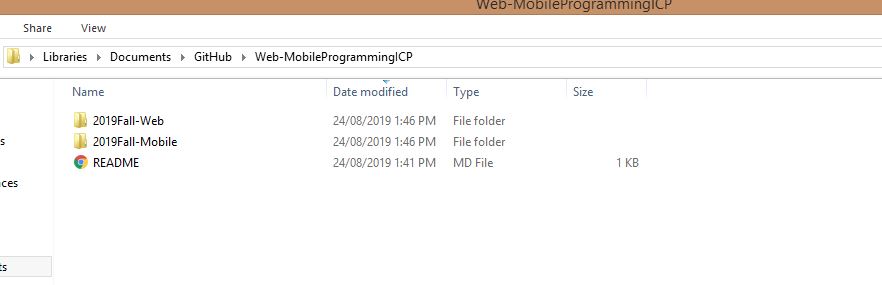 Web-MobileProgrammingICP
Share View
Libraries Documents GitHub Web-MobileProgrammingICP
Name Date modified Type Size
2019Fall-Web 24/08/2019 1:46 PM File folder
2019Fall-Mobile 24/08/2019 1:46 PM File folder
s
README 24/08/2019 1:41 PM MD File 1 KB
ces
ts